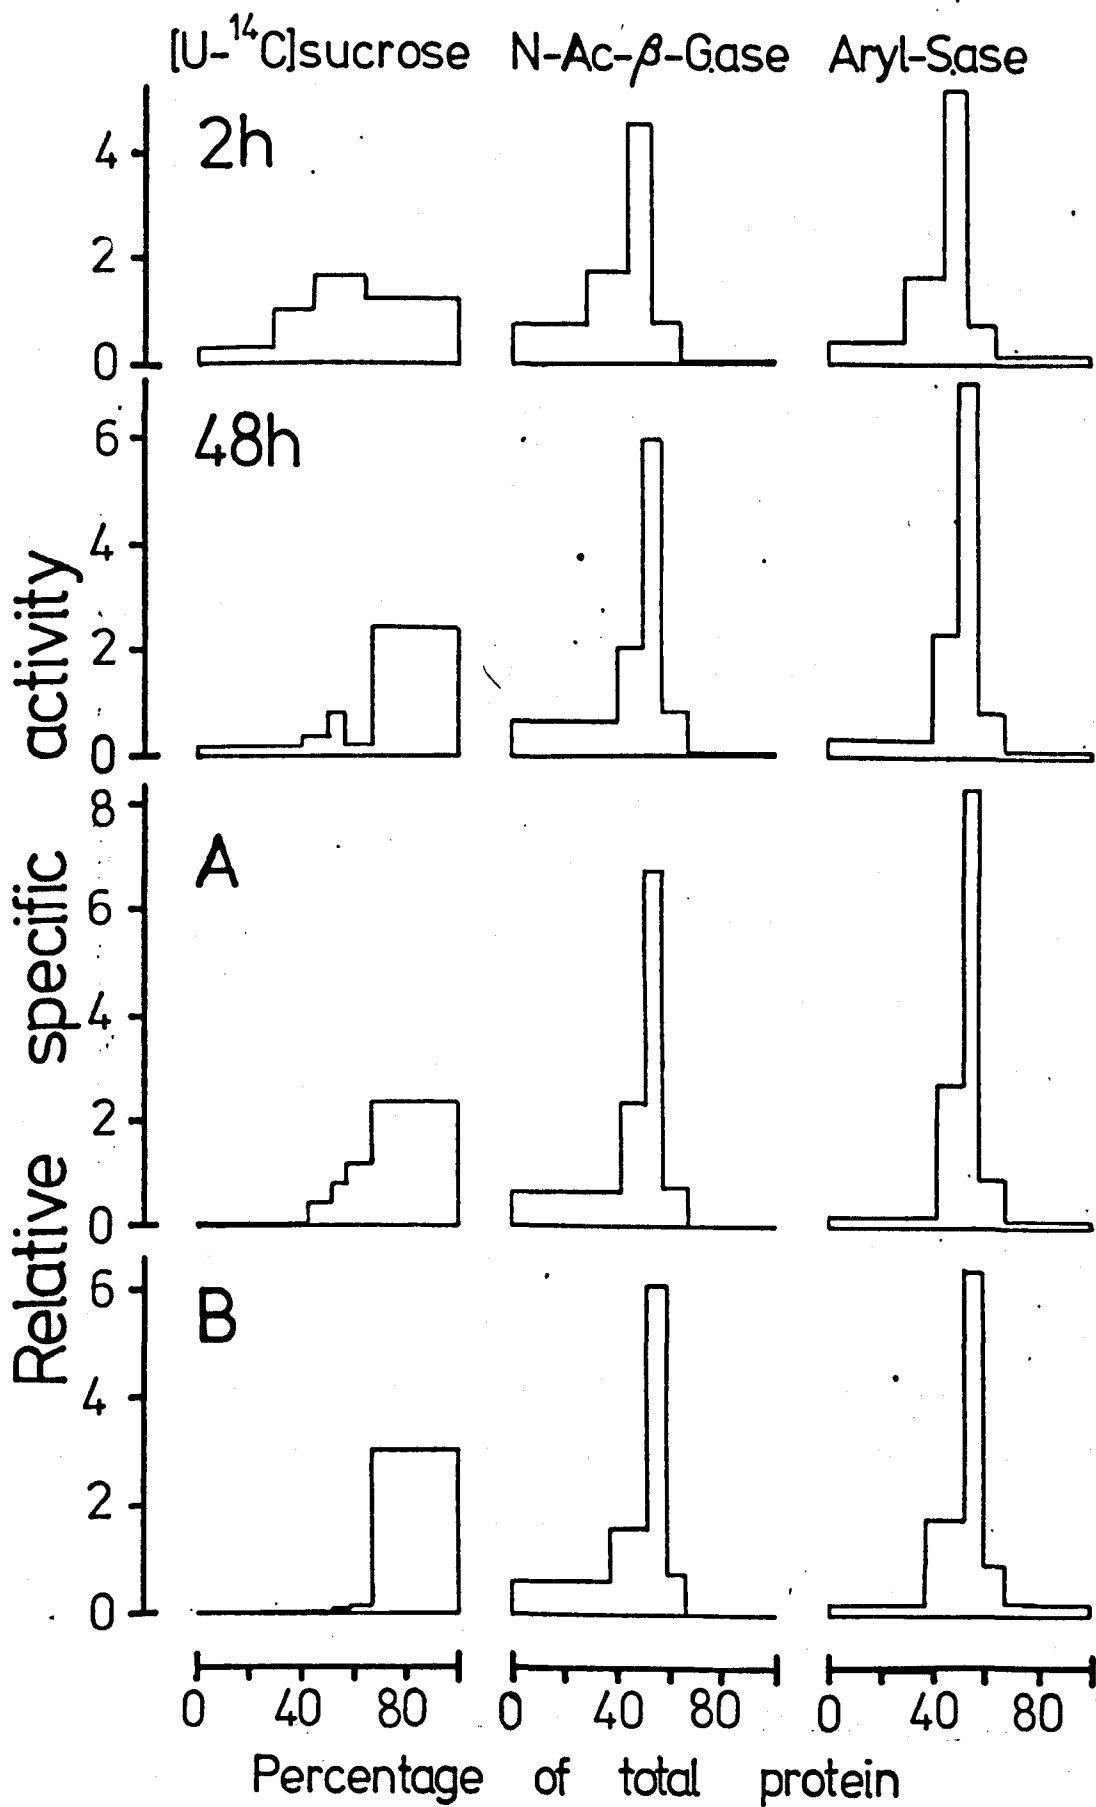 [U-¹⁴C]sucrose N-Ac-β-G.ase Aryl-S.ase
2h
4
2
0
48h
6
4
2
0
A
8
6
4
2
0
B
6
4
2
0
Relative specific activity
0 40 80 0 40 80 0 40 80
Percentage of total protein